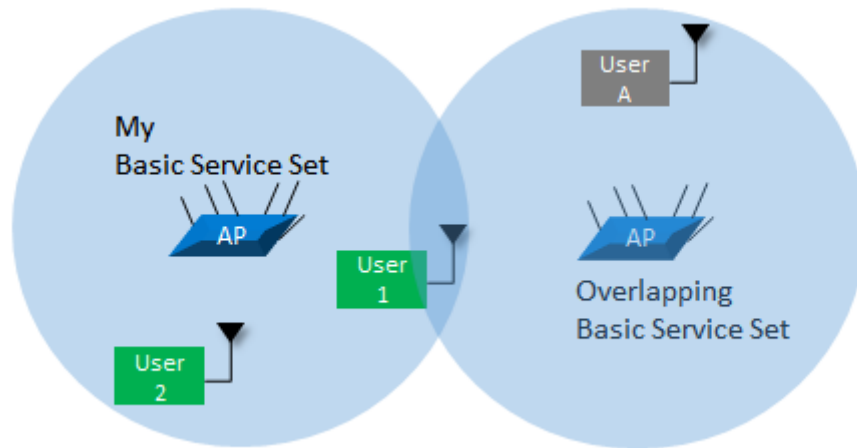 My
Basic Service Set
AP
User
1
User
2
User
A
AP
Overlapping
Basic Service Set